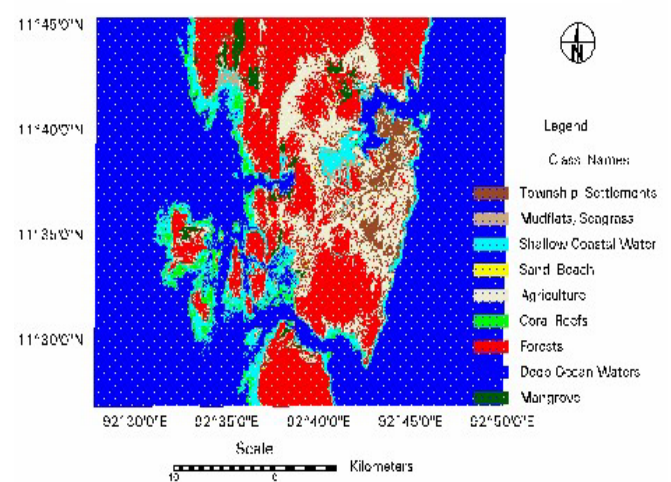 11°45'0"N
N
11°40'0"N
Legend
Class Names
Township Settlements
Mudflats, Seagrass
11°35'0"N
Shallow Coastal Water
Sand Beach
Agriculture
Coral Reefs
11°30'0"N
Forests
Deep Ocean Waters
Mangrove
92°30'0"E 92°35'0"E 92°40'0"E 92°45'0"E 92°50'0"E
Scale
Kilometers
10 0